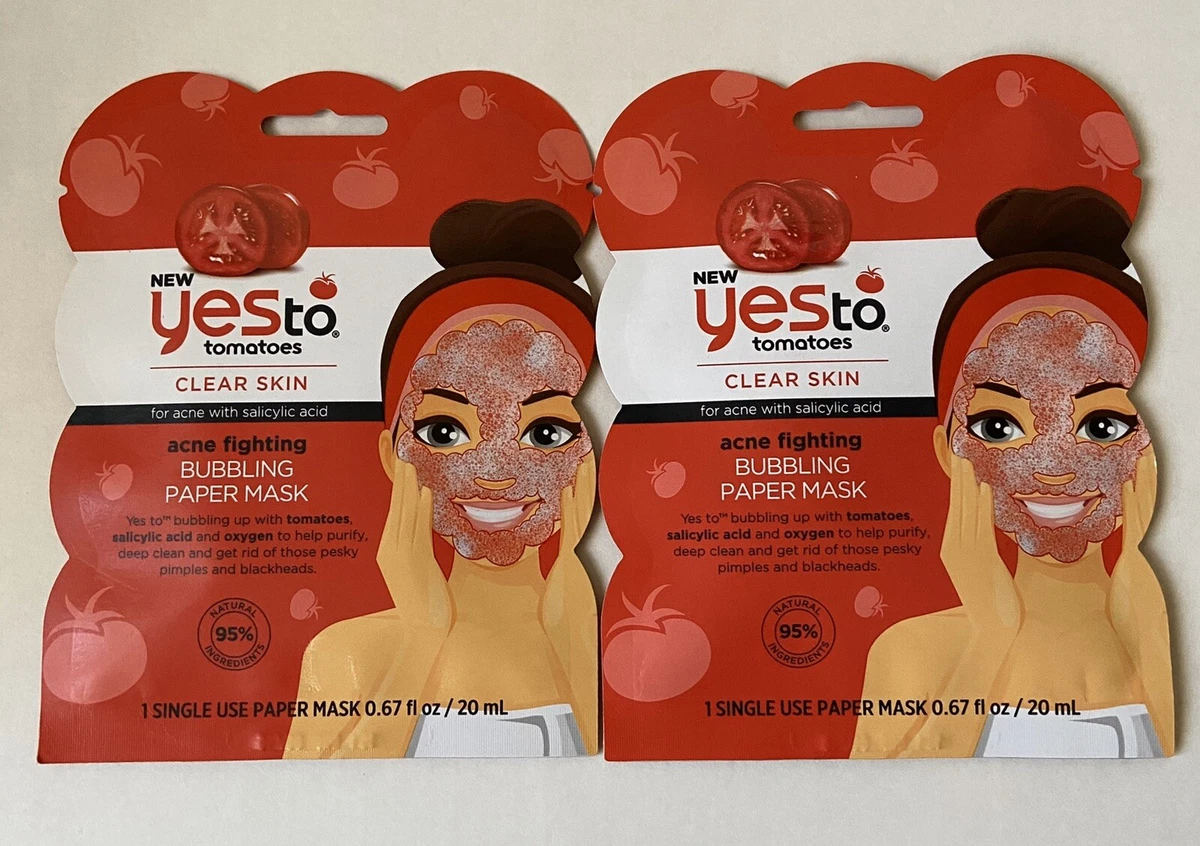 NEW
yes to®
tomatoes
CLEAR SKIN
for acne with salicylic acid
acne fighting
BUBBLING
PAPER MASK
Yes to™ bubbling up with tomatoes,
salicylic acid and oxygen to help purify,
deep clean and get rid of those pesky
pimples and blackheads.
NATURAL
95%
INGREDIENTS
1 SINGLE USE PAPER MASK 0.67 fl oz / 20 mL
NEW
yes to®
tomatoes
CLEAR SKIN
for acne with salicylic acid
acne fighting
BUBBLING
PAPER MASK
Yes to™ bubbling up with tomatoes,
salicylic acid and oxygen to help purify,
deep clean and get rid of those pesky
pimples and blackheads.
NATURAL
95%
INGREDIENTS
1 SINGLE USE PAPER MASK 0.67 fl oz / 20 mL